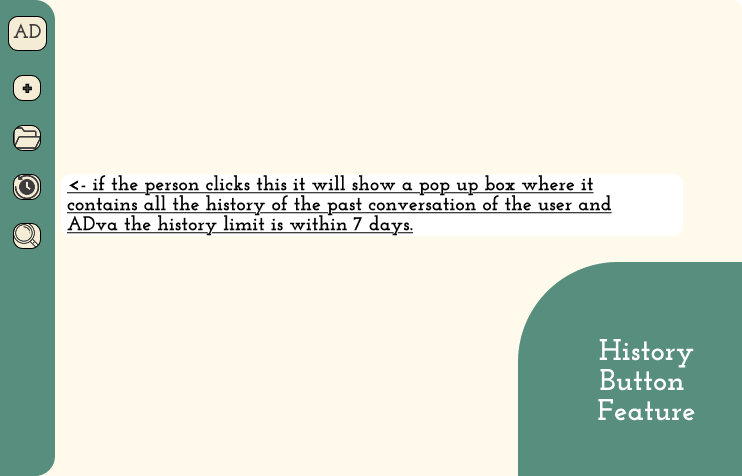 AD
<- if the person clicks this it will show a pop up box where it
contains all the history of the past conversation of the user and
ADva the history limit is within 7 days.
History
Button
Feature